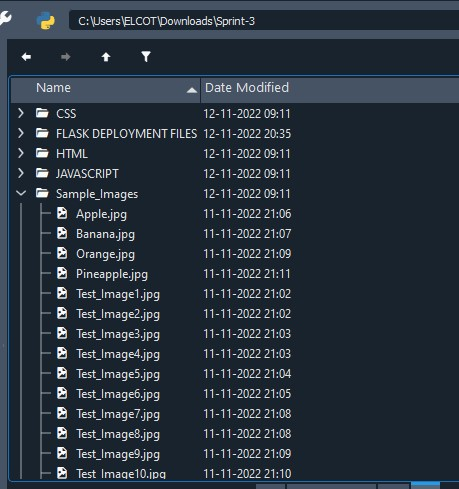 C:\Users\ELCOT\Downloads\Sprint-3
Name Date Modified
CSS 12-11-2022 09:11
FLASK DEPLOYMENT FILES 12-11-2022 20:35
HTML 12-11-2022 09:11
JAVASCRIPT 12-11-2022 09:11
Sample_Images 12-11-2022 09:11
Apple.jpg 11-11-2022 21:06
Banana.jpg 11-11-2022 21:07
Orange.jpg 11-11-2022 21:09
Pineapple.jpg 11-11-2022 21:11
Test_Image1.jpg 11-11-2022 21:02
Test_Image2.jpg 11-11-2022 21:02
Test_Image3.jpg 11-11-2022 21:03
Test_Image4.jpg 11-11-2022 21:03
Test_Image5.jpg 11-11-2022 21:04
Test_Image6.jpg 11-11-2022 21:05
Test_Image7.jpg 11-11-2022 21:08
Test_Image8.jpg 11-11-2022 21:08
Test_Image9.jpg 11-11-2022 21:09
Test_Image10.jpg 11-11-2022 21:10